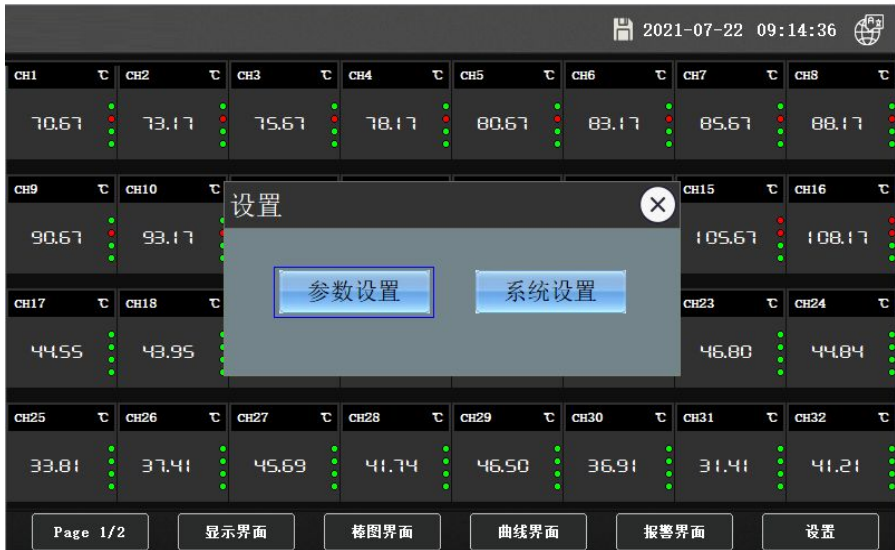 2021-07-22 09:14:36
CH1 ℃ CH2 ℃ CH3 ℃ CH4 ℃ CH5 ℃ CH6 ℃ CH7 ℃ CH8 ℃
70.67 73.17 75.67 78.17 80.67 83.17 85.67 88.17
CH9 ℃ CH10 ℃ CH15 ℃ CH16 ℃
设置
90.67 93.17 105.67 108.17
参数设置 系统设置
CH17 ℃ CH18 ℃ CH23 ℃ CH24 ℃
44.55 43.95 46.80 44.84
CH25 ℃ CH26 ℃ CH27 ℃ CH28 ℃ CH29 ℃ CH30 ℃ CH31 ℃ CH32 ℃
33.81 37.41 45.69 41.74 46.50 36.91 31.41 41.21
Page 1/2 显示界面 棒图界面 曲线界面 报警界面 设置